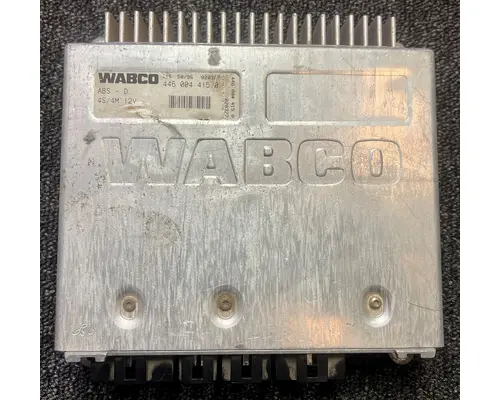 WABCO
446 004 415 0
ABS - D
4S/4M 12V
WABCO